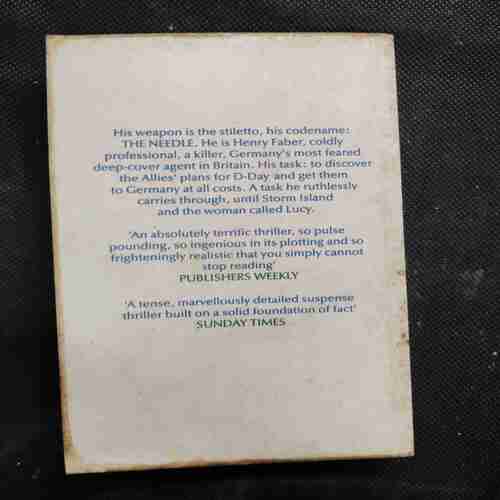 His weapon is the stiletto, his codename:
THE NEEDLE. He is Henry Faber, coldly
professional, a killer, Germany's most feared
deep-cover agent in Britain. His task: to discover
the Allies' plans for D-Day and get them
to Germany at all costs. A task he ruthlessly
carries through, until Storm Island
and the woman called Lucy.
'An absolutely terrific thriller, so pulse
pounding, so ingenious in its plotting and so
frighteningly realistic that you simply cannot
stop reading'
PUBLISHERS WEEKLY
'A tense, marvellously detailed suspense
thriller built on a solid foundation of fact'
SUNDAY TIMES